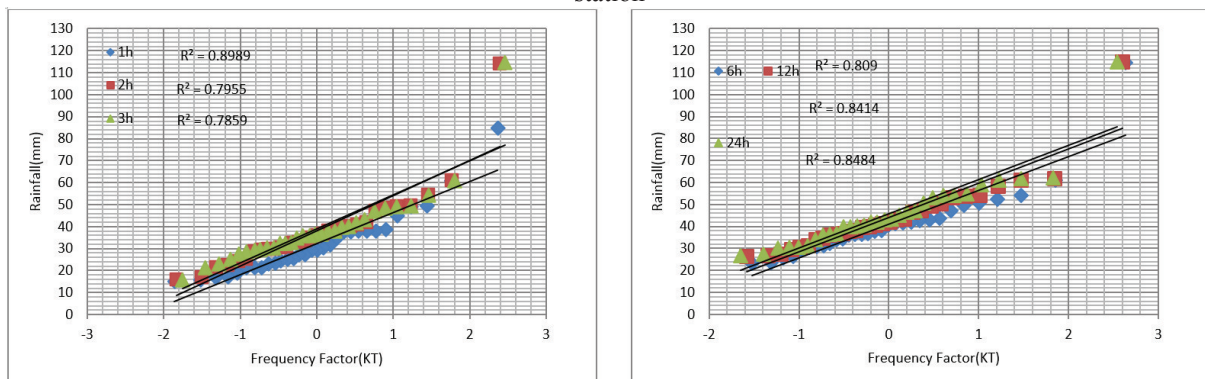 station
130
120
110
100
90
80
70
60
50
40
30
20
10
0
Rainfall(mm)
1h
R² = 0.8989
2h
R² = 0.7955
3h
R² = 0.7859
-3 -2 -1 0 1 2 3
Frequency Factor(KT)
130
120
110
100
90
80
70
60
50
40
30
20
10
0
Rainfall(mm)
6h 12h R² = 0.809
R² = 0.8414
24h
R² = 0.8484
-2 -1 0 1 2 3
Frequency Factor(KT)